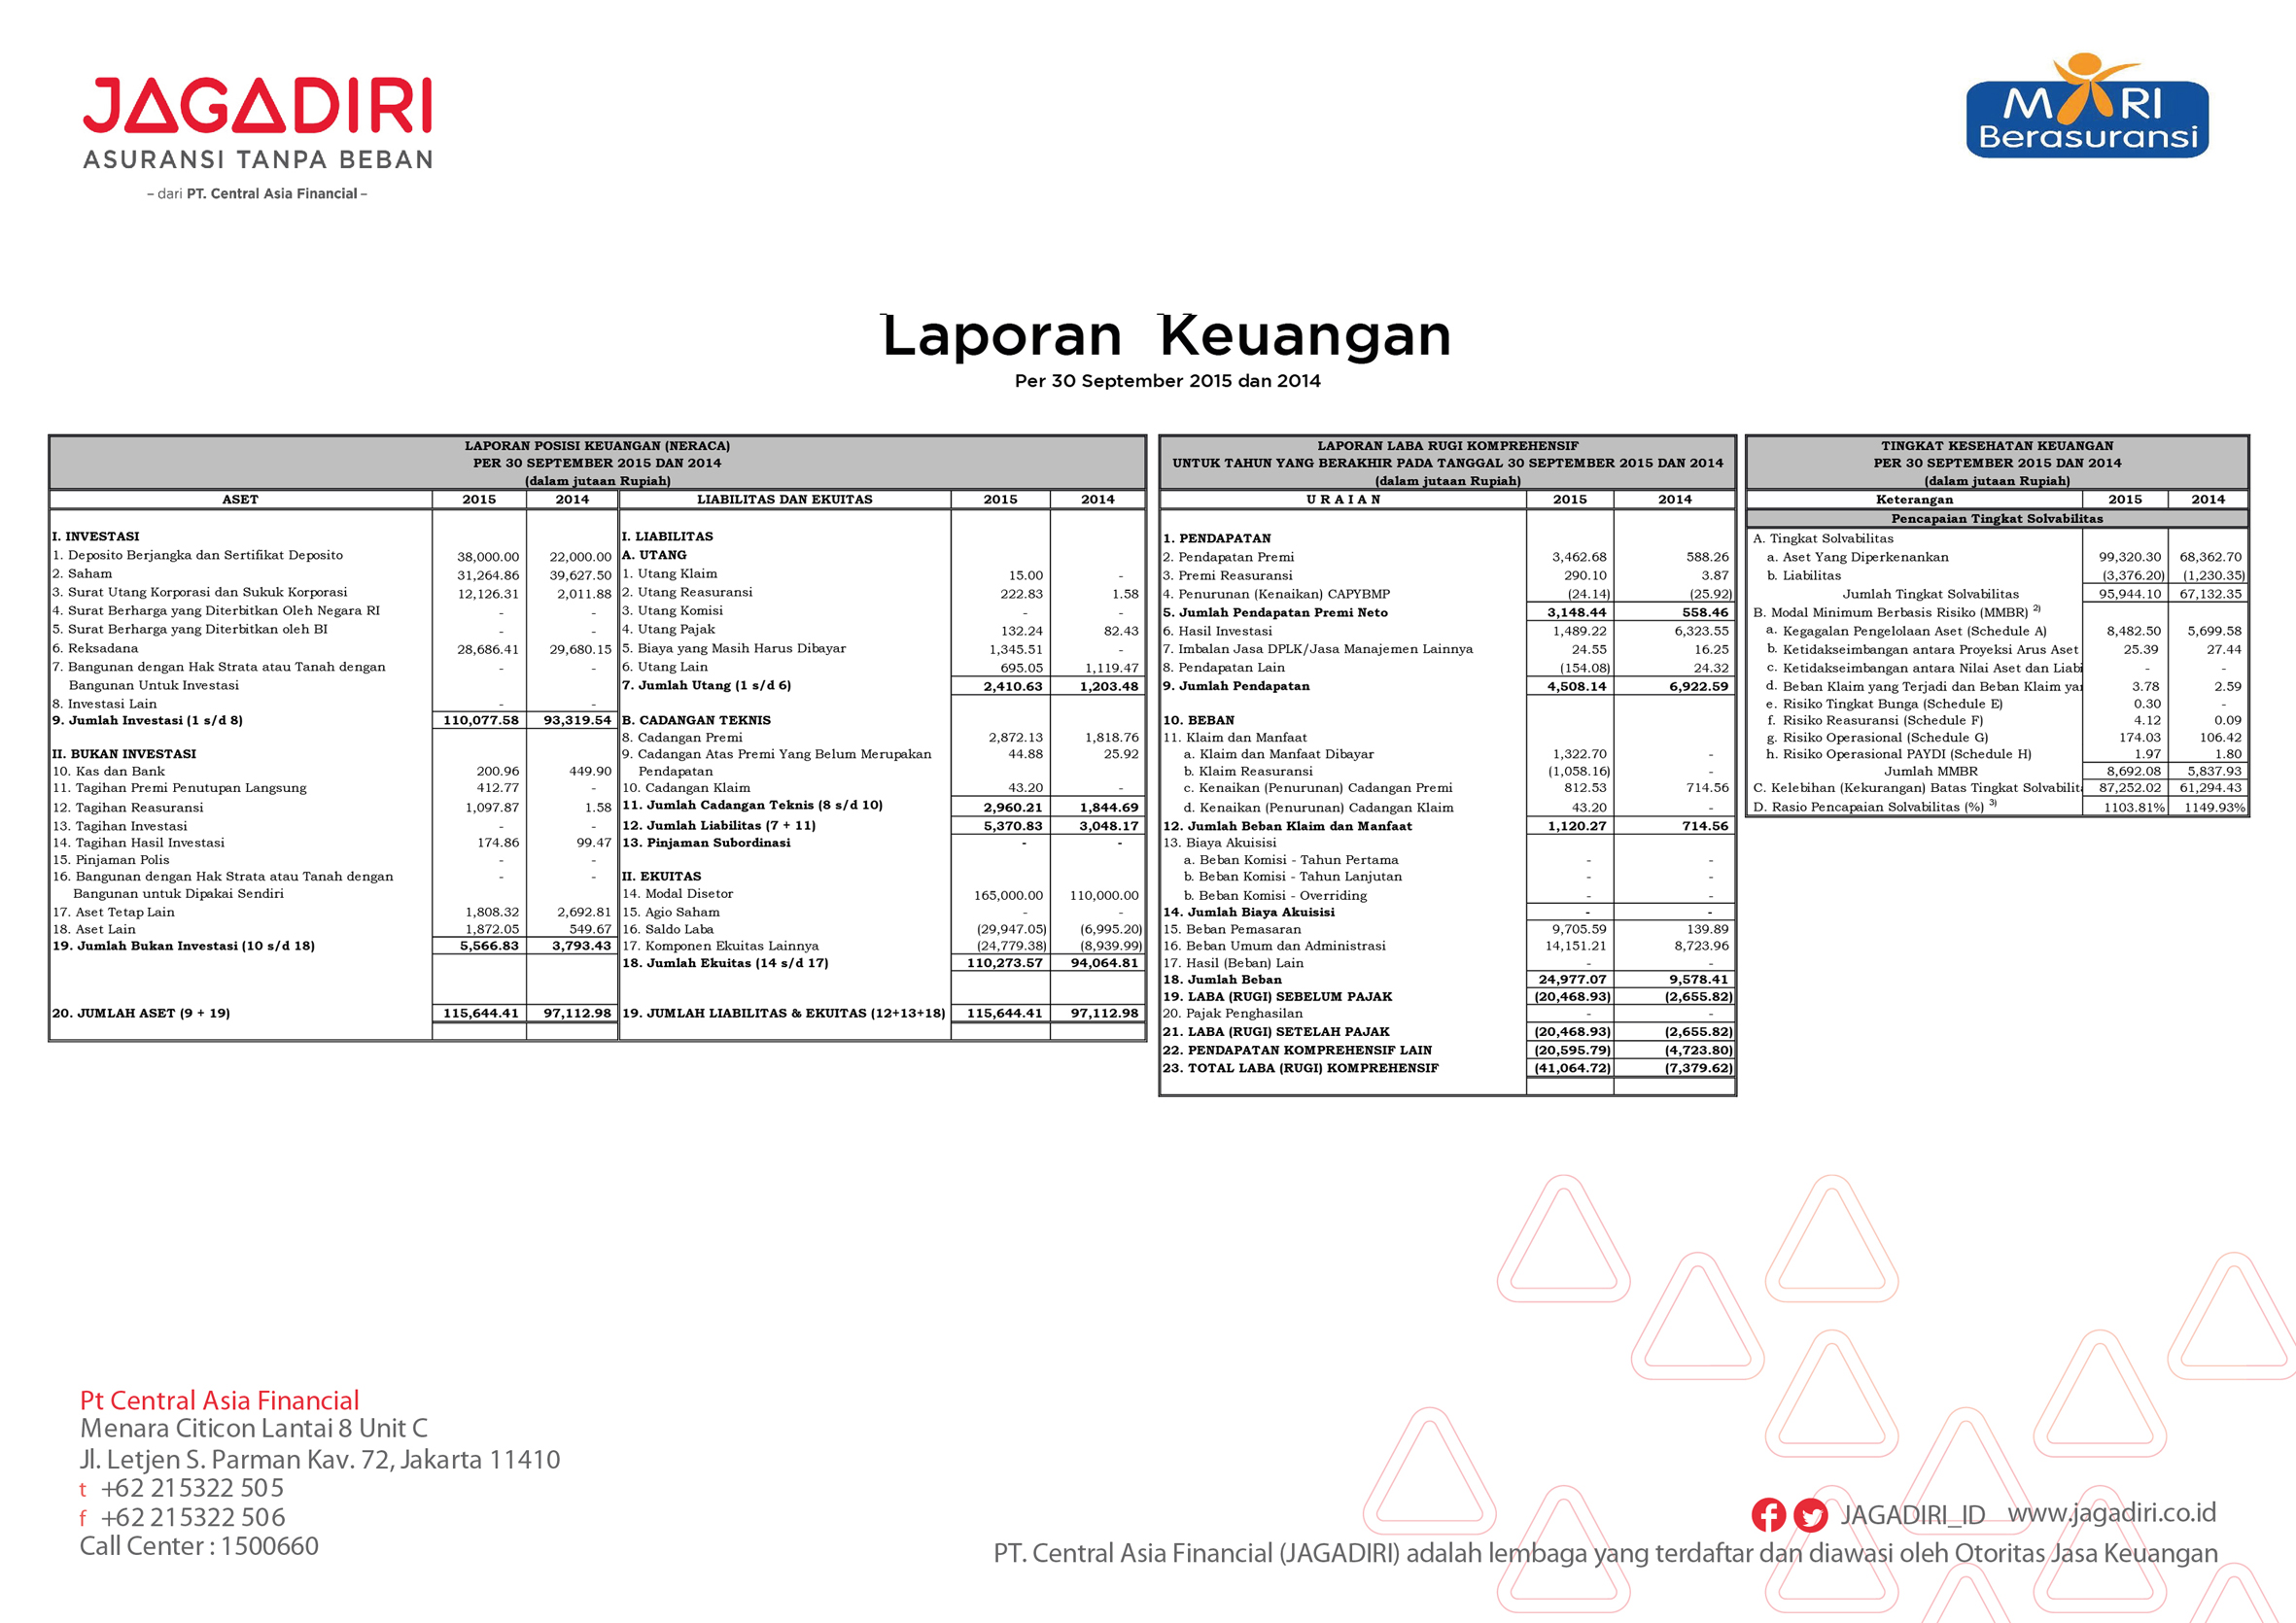 JAGADIRI
ASURANSI TANPA BEBAN
– dari PT. Central Asia Financial –
MARI
Berasuransi
Laporan Keuangan
Per 30 September 2015 dan 2014
LAPORAN POSISI KEUANGAN (NERACA)
PER 30 SEPTEMBER 2015 DAN 2014
(dalam jutaan Rupiah)
ASET 2015 2014 LIABILITAS DAN EKUITAS 2015 2014
I. INVESTASI I. LIABILITAS
1. Deposito Berjangka dan Sertifikat Deposito 38,000.00 22,000.00 A. UTANG
2. Saham 31,264.86 39,627.50 1. Utang Klaim 15.00 -
3. Surat Utang Korporasi dan Sukuk Korporasi 12,126.31 2,011.88 2. Utang Reasuransi 222.83 1.58
4. Surat Berharga yang Diterbitkan Oleh Negara RI - - 3. Utang Komisi - -
5. Surat Berharga yang Diterbitkan oleh BI - - 4. Utang Pajak 132.24 82.43
6. Reksadana 28,686.41 29,680.15 5. Biaya yang Masih Harus Dibayar 1,345.51 -
7. Bangunan dengan Hak Strata atau Tanah dengan - - 6. Utang Lain 695.05 1,119.47
Bangunan Untuk Investasi 7. Jumlah Utang (1 s/d 6) 2,410.63 1,203.48
8. Investasi Lain - -
9. Jumlah Investasi (1 s/d 8) 110,077.58 93,319.54 B. CADANGAN TEKNIS
8. Cadangan Premi 2,872.13 1,818.76
II. BUKAN INVESTASI 9. Cadangan Atas Premi Yang Belum Merupakan 44.88 25.92
10. Kas dan Bank 200.96 449.90 Pendapatan
11. Tagihan Premi Penutupan Langsung 412.77 - 10. Cadangan Klaim 43.20 -
12. Tagihan Reasuransi 1,097.87 1.58 11. Jumlah Cadangan Teknis (8 s/d 10) 2,960.21 1,844.69
13. Tagihan Investasi - - 12. Jumlah Liabilitas (7 + 11) 5,370.83 3,048.17
14. Tagihan Hasil Investasi 174.86 99.47 13. Pinjaman Subordinasi - -
15. Pinjaman Polis - -
16. Bangunan dengan Hak Strata atau Tanah dengan - - II. EKUITAS
Bangunan untuk Dipakai Sendiri 14. Modal Disetor 165,000.00 110,000.00
17. Aset Tetap Lain 1,808.32 2,692.81 15. Agio Saham - -
18. Aset Lain 1,872.05 549.67 16. Saldo Laba (29,947.05) (6,995.20)
19. Jumlah Bukan Investasi (10 s/d 18) 5,566.83 3,793.43 17. Komponen Ekuitas Lainnya (24,779.38) (8,939.99)
18. Jumlah Ekuitas (14 s/d 17) 110,273.57 94,064.81
20. JUMLAH ASET (9 + 19) 115,644.41 97,112.98 19. JUMLAH LIABILITAS & EKUITAS (12+13+18) 115,644.41 97,112.98
LAPORAN LABA RUGI KOMPREHENSIF
UNTUK TAHUN YANG BERAKHIR PADA TANGGAL 30 SEPTEMBER 2015 DAN 2014
(dalam jutaan Rupiah)
U R A I A N 2015 2014
1. PENDAPATAN
2. Pendapatan Premi 3,462.68 588.26
3. Premi Reasuransi 290.10 3.87
4. Penurunan (Kenaikan) CAPYBMP (24.14) (25.92)
5. Jumlah Pendapatan Premi Neto 3,148.44 558.46
6. Hasil Investasi 1,489.22 6,323.55
7. Imbalan Jasa DPLK/Jasa Manajemen Lainnya 24.55 16.25
8. Pendapatan Lain (154.08) 24.32
9. Jumlah Pendapatan 4,508.14 6,922.59
10. BEBAN
11. Klaim dan Manfaat
a. Klaim dan Manfaat Dibayar 1,322.70 -
b. Klaim Reasuransi (1,058.16) -
c. Kenaikan (Penurunan) Cadangan Premi 812.53 714.56
d. Kenaikan (Penurunan) Cadangan Klaim 43.20 -
12. Jumlah Beban Klaim dan Manfaat 1,120.27 714.56
13. Biaya Akuisisi
a. Beban Komisi - Tahun Pertama - -
b. Beban Komisi - Tahun Lanjutan - -
b. Beban Komisi - Overriding - -
14. Jumlah Biaya Akuisisi - -
15. Beban Pemasaran 9,705.59 139.89
16. Beban Umum dan Administrasi 14,151.21 8,723.96
17. Hasil (Beban) Lain - -
18. Jumlah Beban 24,977.07 9,578.41
19. LABA (RUGI) SEBELUM PAJAK (20,468.93) (2,655.82)
20. Pajak Penghasilan - -
21. LABA (RUGI) SETELAH PAJAK (20,468.93) (2,655.82)
22. PENDAPATAN KOMPREHENSIF LAIN (20,595.79) (4,723.80)
23. TOTAL LABA (RUGI) KOMPREHENSIF (41,064.72) (7,379.62)
TINGKAT KESEHATAN KEUANGAN
PER 30 SEPTEMBER 2015 DAN 2014
(dalam jutaan Rupiah)
Keterangan 2015 2014
Pencapaian Tingkat Solvabilitas
A. Tingkat Solvabilitas
a. Aset Yang Diperkenankan 99,320.30 68,362.70
b. Liabilitas (3,376.20) (1,230.35)
Jumlah Tingkat Solvabilitas 95,944.10 67,132.35
B. Modal Minimum Berbasis Risiko (MMBR) 2)
a. Kegagalan Pengelolaan Aset (Schedule A) 8,482.50 5,699.58
b. Ketidakseimbangan antara Proyeksi Arus Aset 25.39 27.44
c. Ketidakseimbangan antara Nilai Aset dan Liabi - -
d. Beban Klaim yang Terjadi dan Beban Klaim yan 3.78 2.59
e. Risiko Tingkat Bunga (Schedule E) 0.30 -
f. Risiko Reasuransi (Schedule F) 4.12 0.09
g. Risiko Operasional (Schedule G) 174.03 106.42
h. Risiko Operasional PAYDI (Schedule H) 1.97 1.80
Jumlah MMBR 8,692.08 5,837.93
C. Kelebihan (Kekurangan) Batas Tingkat Solvabilita 87,252.02 61,294.43
D. Rasio Pencapaian Solvabilitas (%) 3) 1103.81% 1149.93%
Pt Central Asia Financial
Menara Citicon Lantai 8 Unit C
Jl. Letjen S. Parman Kav. 72, Jakarta 11410
t +62 215322 505
f +62 215322 506
Call Center : 1500660
JAGADIRI_ID www.jagadiri.co.id
PT. Central Asia Financial (JAGADIRI) adalah lembaga yang terdaftar dan diawasi oleh Otoritas Jasa Keuangan